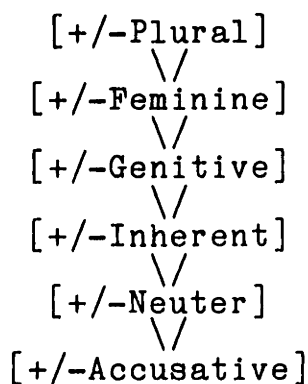 [+/-Plural]
[+/-Feminine]
[+/-Genitive]
[+/-Inherent]
[+/-Neuter]
[+/-Accusative]